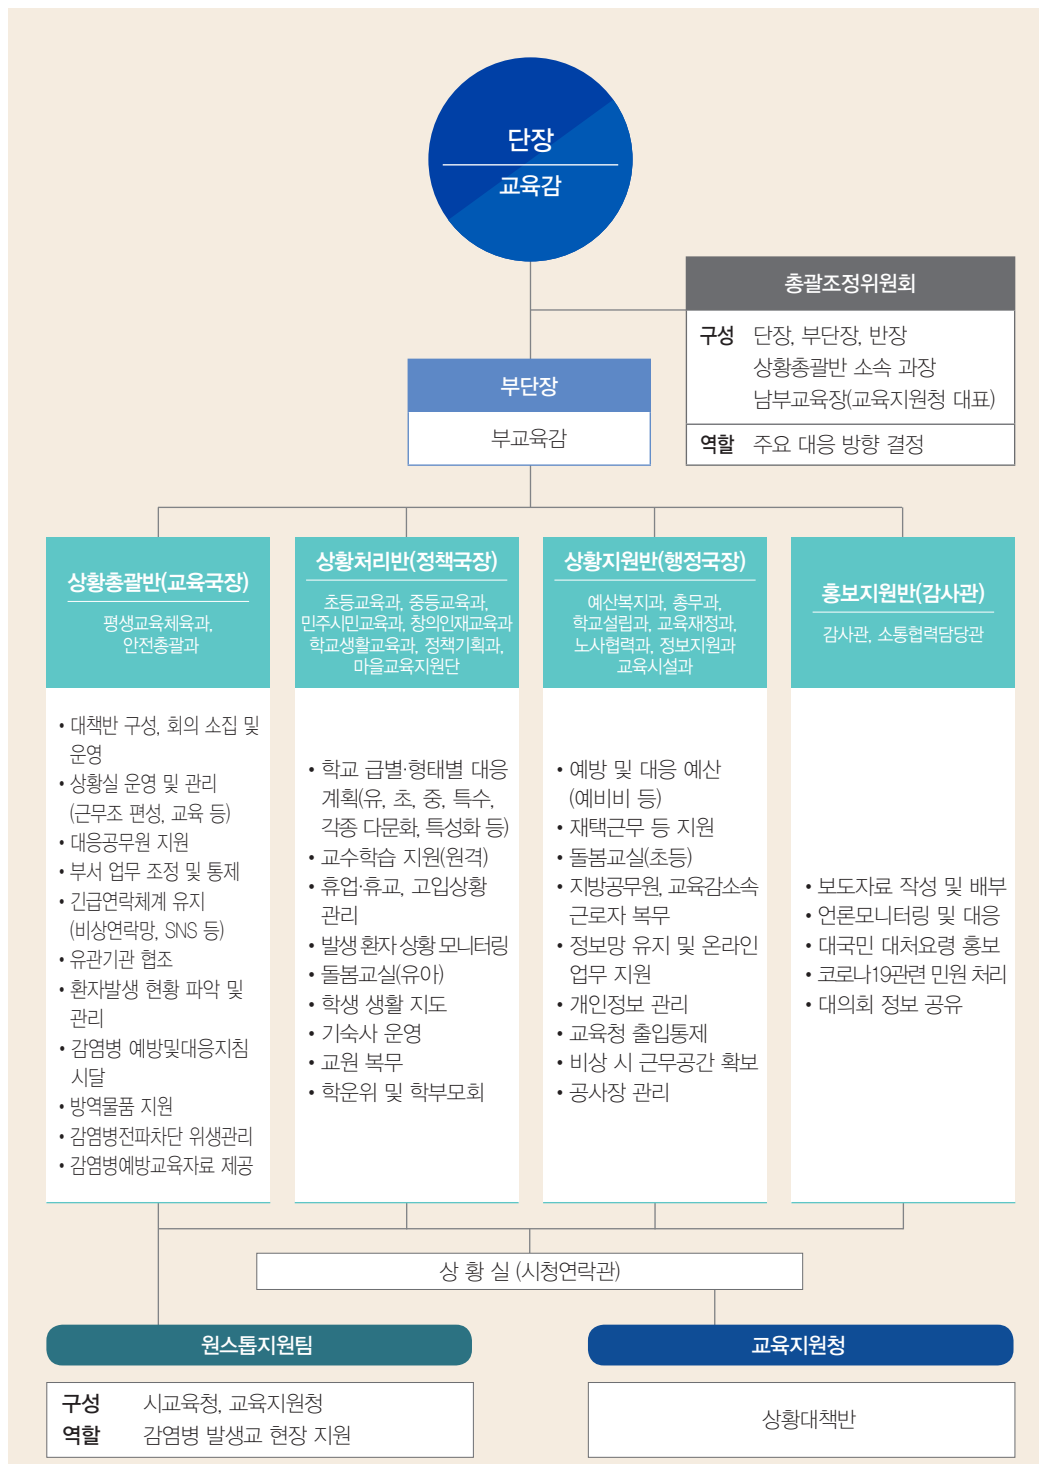 단장
교육감
총괄조정위원회
구성 단장, 부단장, 반장
상황총괄반 소속 과장
남부교육장(교육지원청 대표)
역할 주요 대응 방향 결정
부단장
부교육감
상황총괄반(교육국장)
평생교육체육과,
안전총괄과
• 대책반 구성, 회의 소집 및
운영
• 상황실 운영 및 관리
(근무조 편성, 교육 등)
• 대응공무원 지원
• 부서 업무 조정 및 통제
• 긴급연락체계 유지
(비상연락망, SNS 등)
• 유관기관 협조
• 환자발생 현황 파악 및
관리
• 감염병 예방및대응지침
시달
• 방역물품 지원
• 감염병전파차단 위생관리
• 감염병예방교육자료 제공
상황처리반(정책국장)
초등교육과, 중등교육과,
민주시민교육과, 창의인재교육과
학교생활교육과, 정책기획과,
마을교육지원단
• 학교 급별·형태별 대응
계획(유, 초, 중, 특수,
각종 다문화, 특성화 등)
• 교수학습 지원(원격)
• 휴업·휴교, 고입상황
관리
• 발생 환자 상황 모니터링
• 돌봄교실(유아)
• 학생 생활 지도
• 기숙사 운영
• 교원 복무
• 학운위 및 학부모회
상황지원반(행정국장)
예산복지과, 총무과,
학교설립과, 교육재정과,
노사협력과, 정보지원과
교육시설과
• 예방 및 대응 예산
(예비비 등)
• 재택근무 등 지원
• 돌봄교실(초등)
• 지방공무원, 교육감소속
근로자 복무
• 정보망 유지 및 온라인
업무 지원
• 개인정보 관리
• 교육청 출입통제
• 비상 시 근무공간 확보
• 공사장 관리
홍보지원반(감사관)
감사관, 소통협력담당관
• 보도자료 작성 및 배부
• 언론모니터링 및 대응
• 대국민 대처요령 홍보
• 코로나19관련 민원 처리
• 대의회 정보 공유
상 황 실 (시청연락관)
원스톱지원팀
구성 시교육청, 교육지원청
역할 감염병 발생교 현장 지원
교육지원청
상황대책반